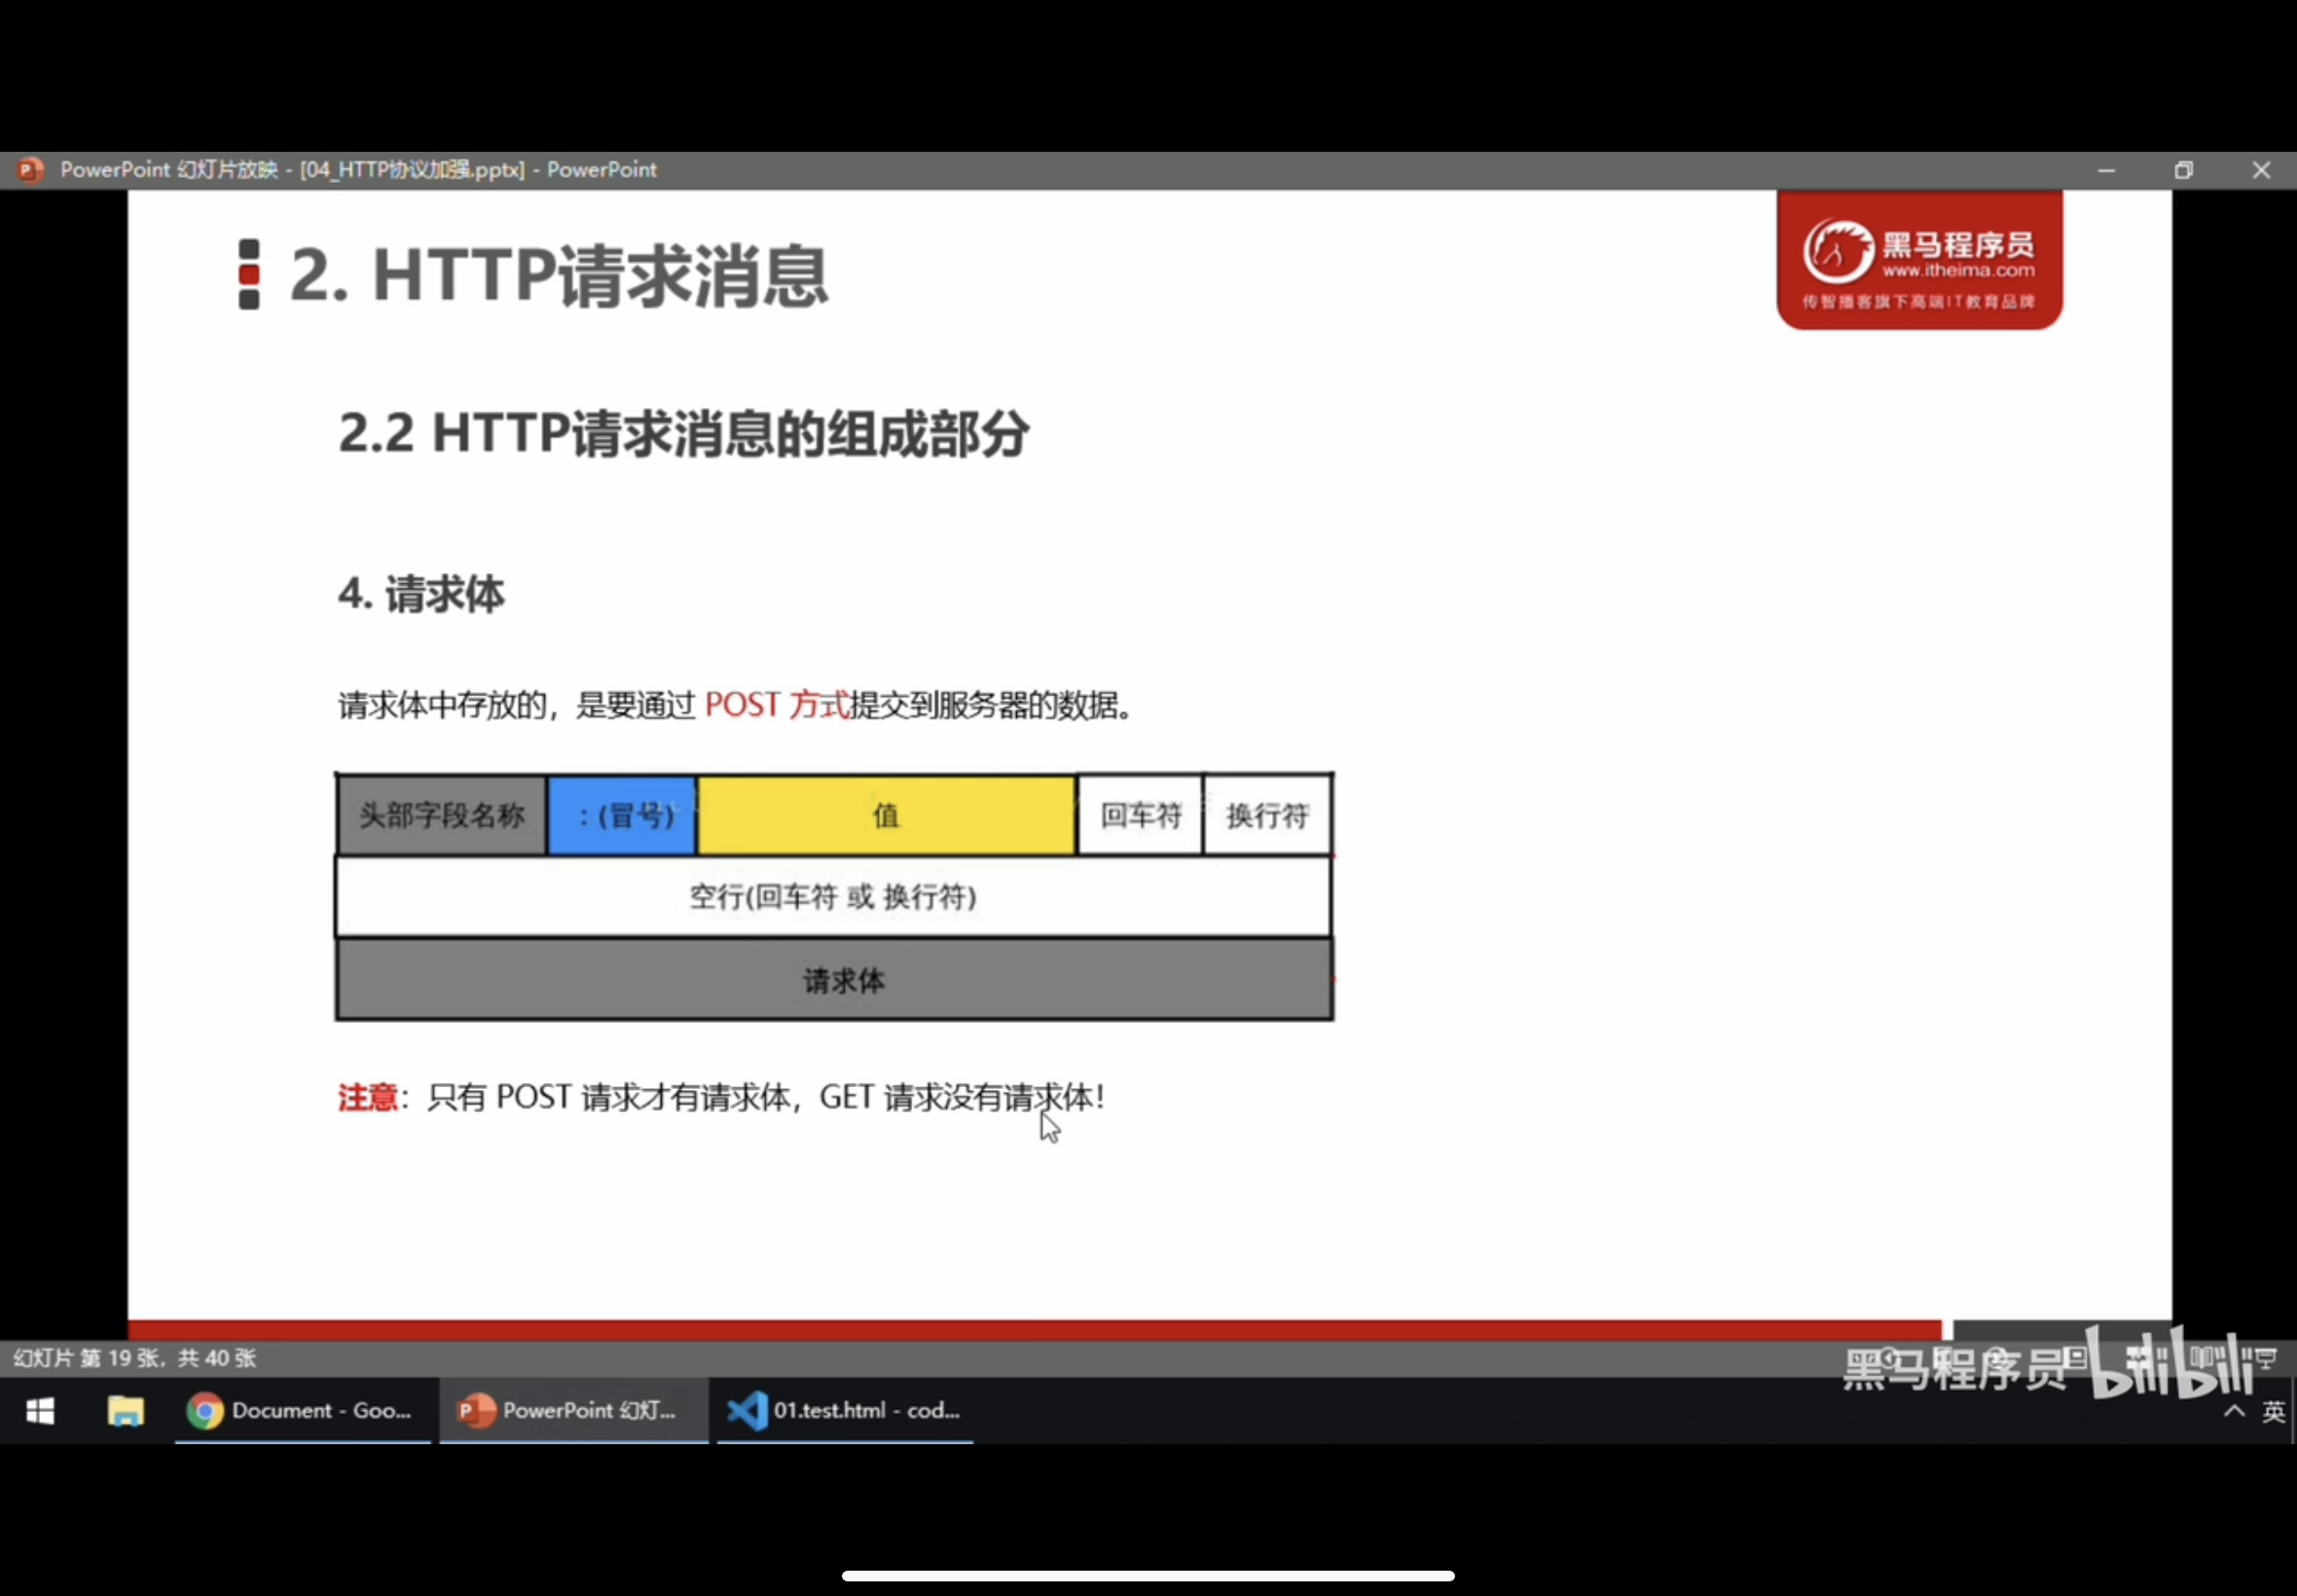 PowerPoint 幻灯片放映 - [04_HTTP协议加强.pptx] - PowerPoint
2. HTTP请求消息
黑马程序员
www.itheima.com
传智播客旗下高端IT教育品牌
2.2 HTTP请求消息的组成部分
4. 请求体
请求体中存放的，是要通过 POST 方式提交到服务器的数据。
头部字段名称 : (冒号) 值 回车符 换行符
空行(回车符 或 换行符)
请求体
注意：只有 POST 请求才有请求体，GET 请求没有请求体！
幻灯片 第 19 张，共 40 张
黑马程序员 bilibili
Document - Goo... PowerPoint 幻灯... 01.test.html - cod... 英